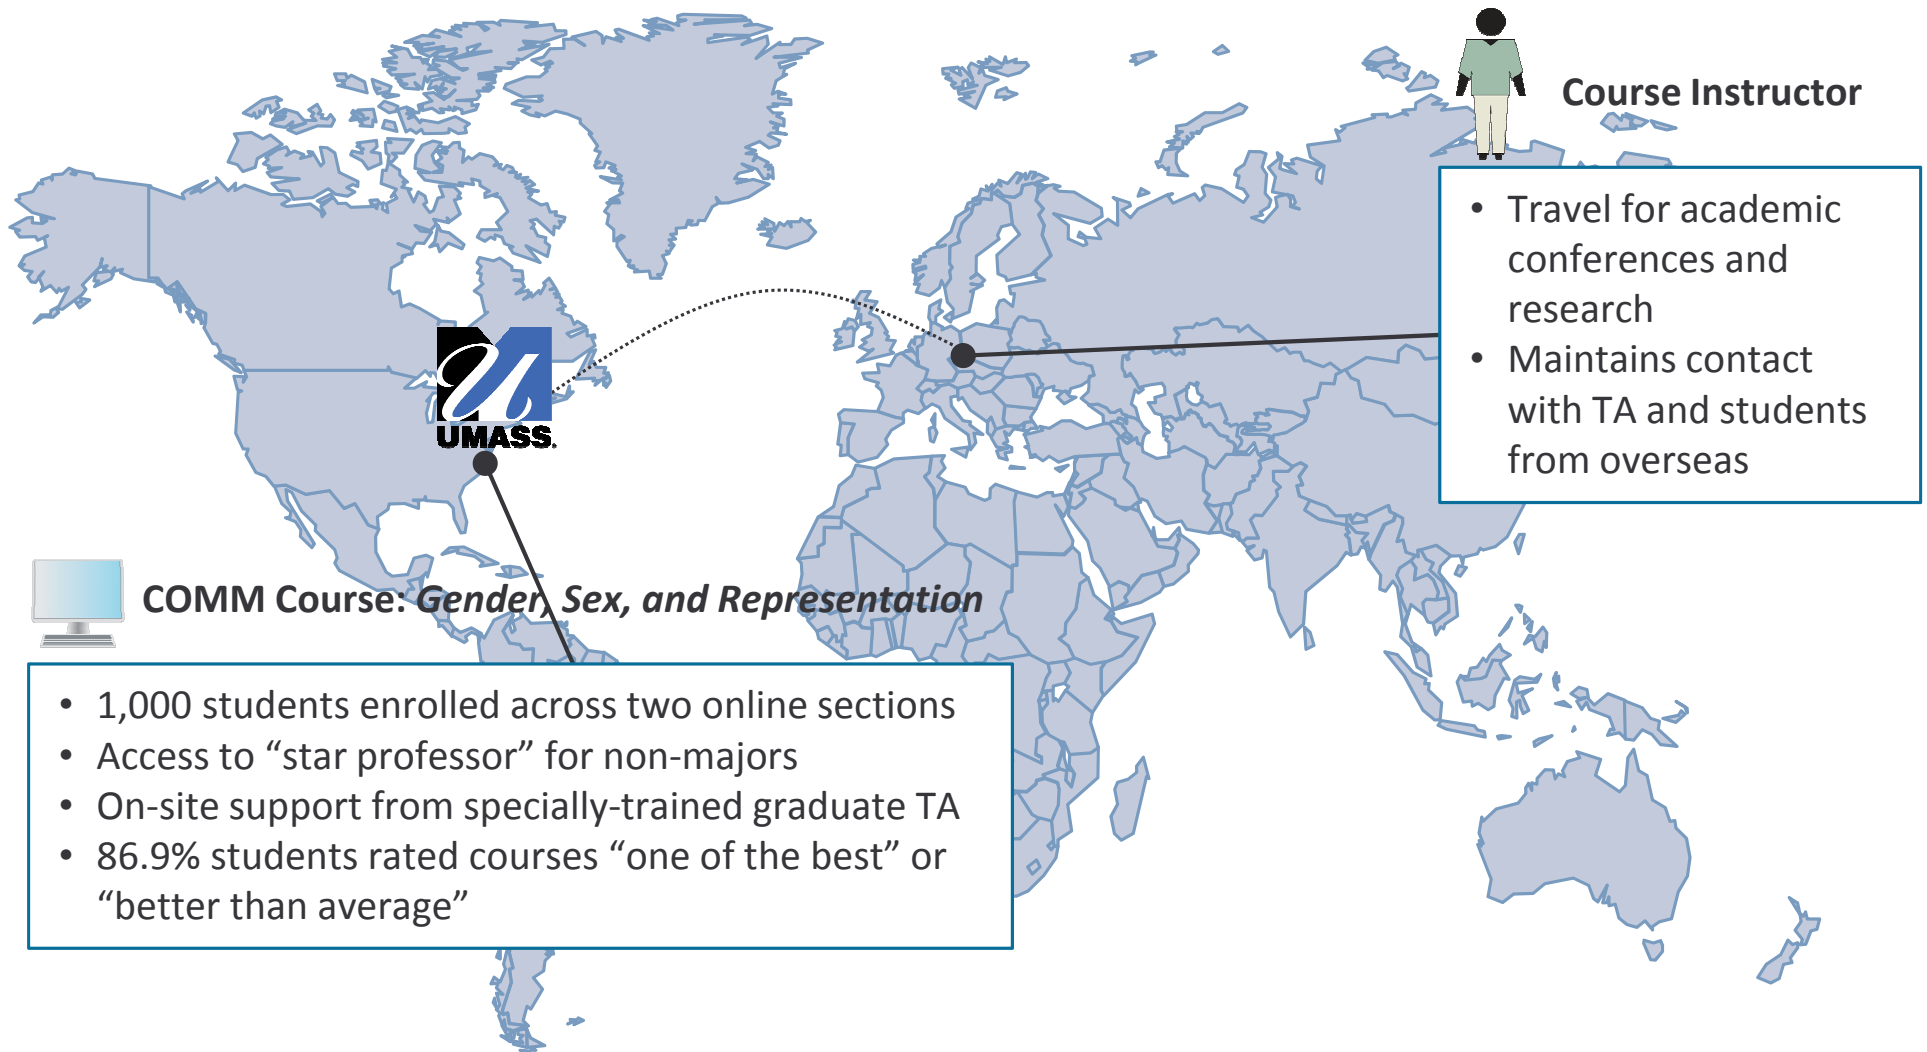 Course Instructor
• Travel for academic
conferences and
research
• Maintains contact
with TA and students
from overseas
UMASS.
COMM Course: Gender, Sex, and Representation
• 1,000 students enrolled across two online sections
• Access to “star professor” for non-majors
• On-site support from specially-trained graduate TA
• 86.9% students rated courses “one of the best” or
“better than average”